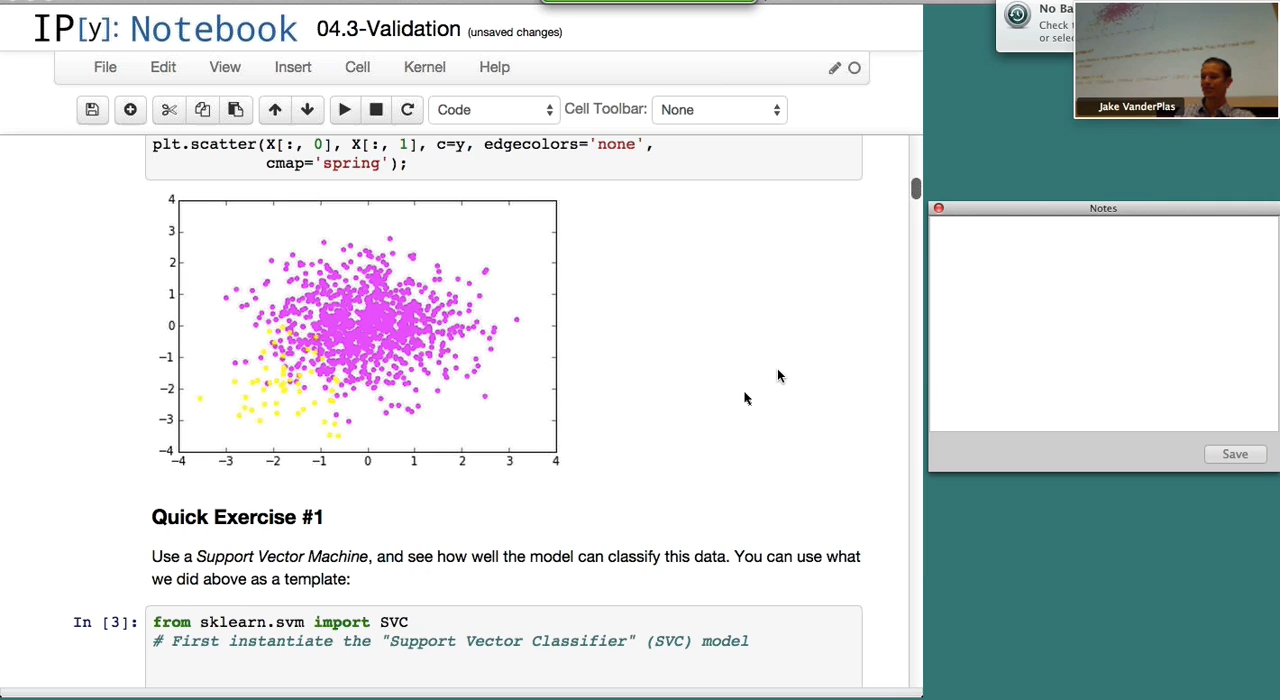 IP[y]: Notebook 04.3-Validation (unsaved changes)
File Edit View Insert Cell Kernel Help
Code Cell Toolbar: None
plt.scatter(X[:, 0], X[:, 1], c=y, edgecolors='none',
cmap='spring');
4
3
2
1
0
−1
−2
−3
−4
−4 −3 −2 −1 0 1 2 3 4
Quick Exercise #1
Use a Support Vector Machine, and see how well the model can classify this data. You can use what
we did above as a template:
In [3]: from sklearn.svm import SVC
# First instantiate the "Support Vector Classifier" (SVC) model
No Ba
Check
or selec
Jake VanderPlas
Notes
Save